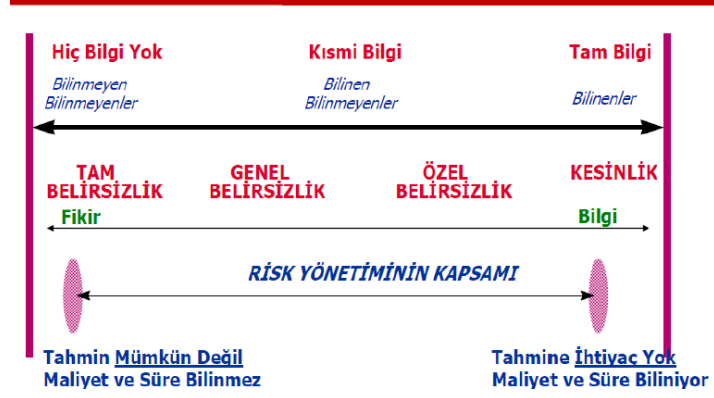 Hiç Bilgi Yok
Kısmi Bilgi
Tam Bilgi
Bilinmeyen
Bilinmeyenler
Bilinen
Bilinmeyenler
Bilinenler
TAM
BELİRSİZLİK
GENEL
BELİRSİZLİK
ÖZEL
BELİRSİZLİK
KESİNLİK
Fikir
Bilgi
RİSK YÖNETİMİNİN KAPSAMI
Tahmin Mümkün Değil
Maliyet ve Süre Bilinmez
Tahmine İhtiyaç Yok
Maliyet ve Süre Biliniyor